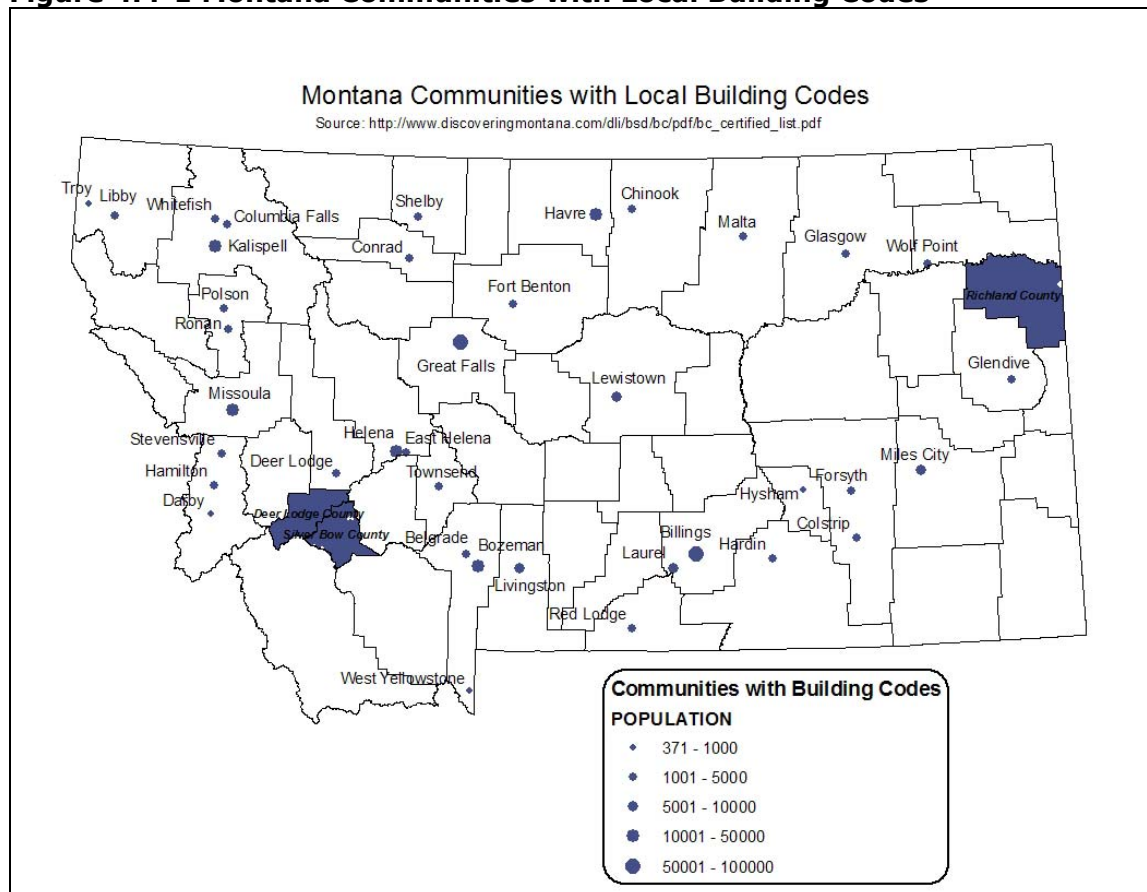 Figure 4.4-1 Montana Communities with Local Building Codes
Montana Communities with Local Building Codes
Source: http://www.discoveringmontana.com/dli/bsd/bc/pdf/bc_certified_list.pdf
Troy
Libby
Whitefish
Columbia Falls
Kalispell
Shelby
Conrad
Havre
Chinook
Malta
Glasgow
Wolf Point
Richland County
Polson
Ronan
Fort Benton
Great Falls
Lewistown
Glendive
Missoula
Stevensville
Hamilton
Darby
Deer Lodge
Helena
East Helena
Townsend
Miles City
Hysham
Forsyth
Colstrip
Deer Lodge County
Silver Bow County
Belgrade
Bozeman
Livingston
Laurel
Billings
Hardin
Red Lodge
West Yellowstone
Communities with Building Codes
POPULATION
371 - 1000
1001 - 5000
5001 - 10000
10001 - 50000
50001 - 100000